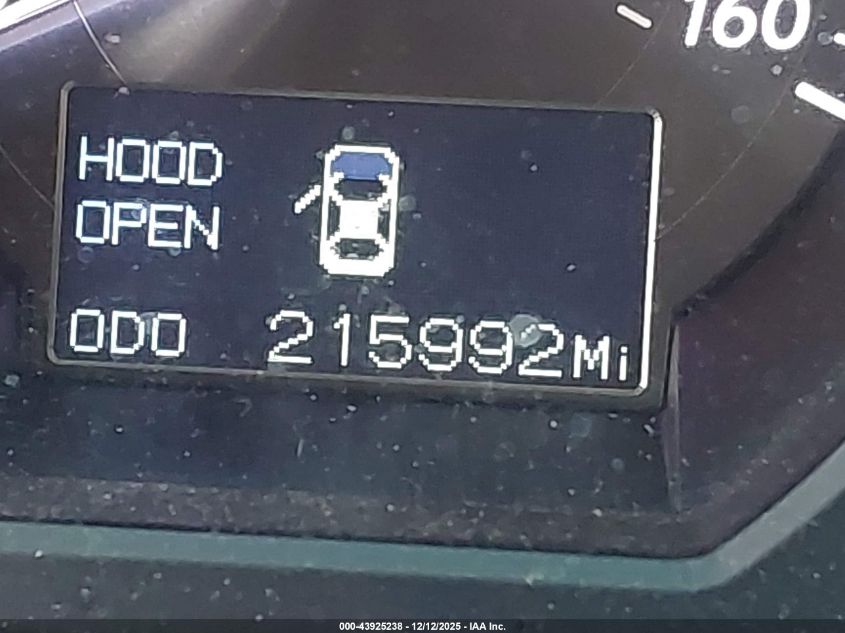 160
HOOD
OPEN
ODO 215992Mi
000-43925238 - 12/12/2025 - IAA Inc.